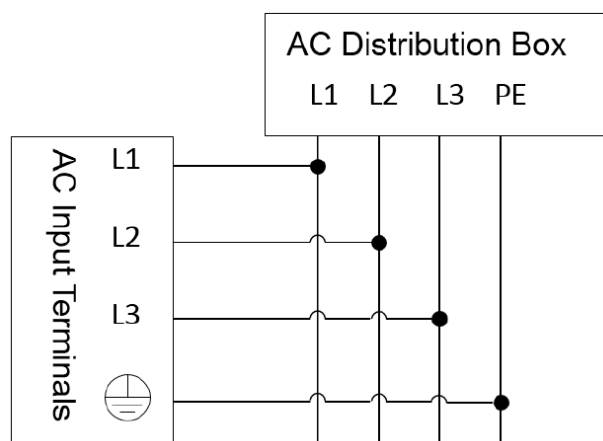 AC Distribution Box
L1 L2 L3 PE
AC Input Terminals
L1
L2
L3